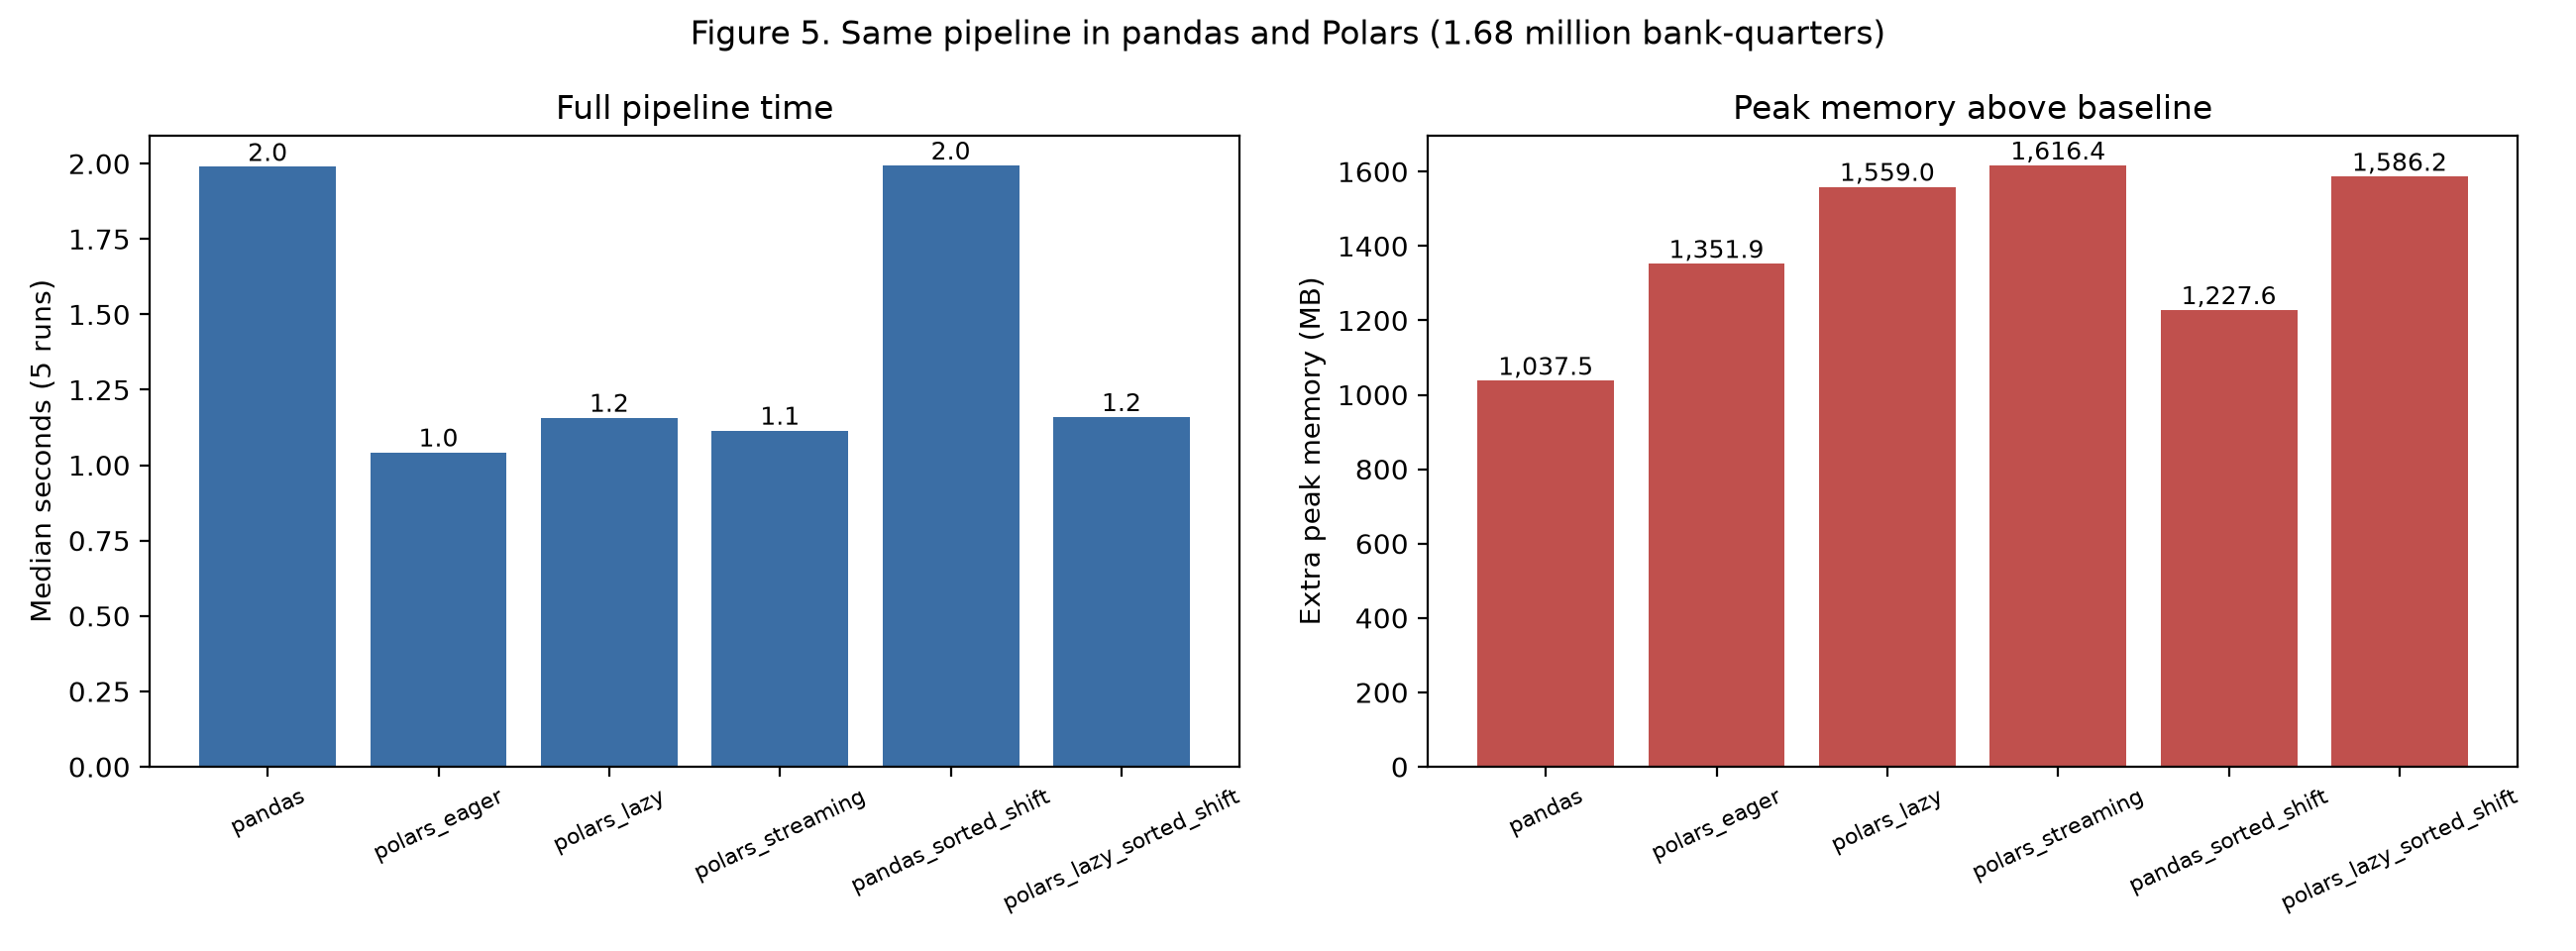 Figure 5. Same pipeline in pandas and Polars (1.68 million bank-quarters)
Full pipeline time
Median seconds (5 runs)
2.00
1.75
1.50
1.25
1.00
0.75
0.50
0.25
0.00
2.0
1.0
1.2
1.1
2.0
1.2
pandas
polars_eager
polars_lazy
polars_streaming
pandas_sorted_shift
polars_lazy_sorted_shift
Peak memory above baseline
Extra peak memory (MB)
1600
1400
1200
1000
800
600
400
200
0
1,037.5
1,351.9
1,559.0
1,616.4
1,227.6
1,586.2
pandas
polars_eager
polars_lazy
polars_streaming
pandas_sorted_shift
polars_lazy_sorted_shift